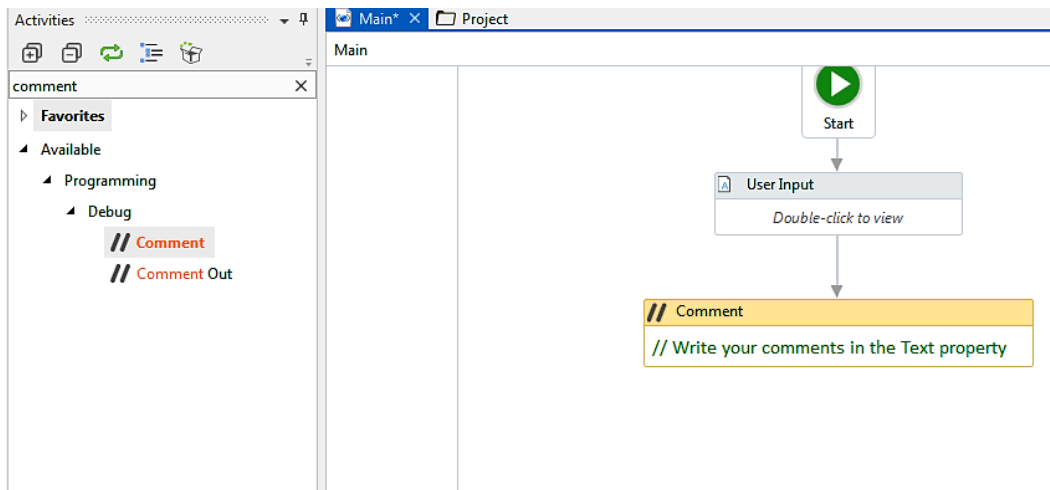 Activities
comment
Favorites
Available
Programming
Debug
// Comment
// Comment Out
Main*
Project
Main
Start
A User Input
Double-click to view
// Comment
// Write your comments in the Text property